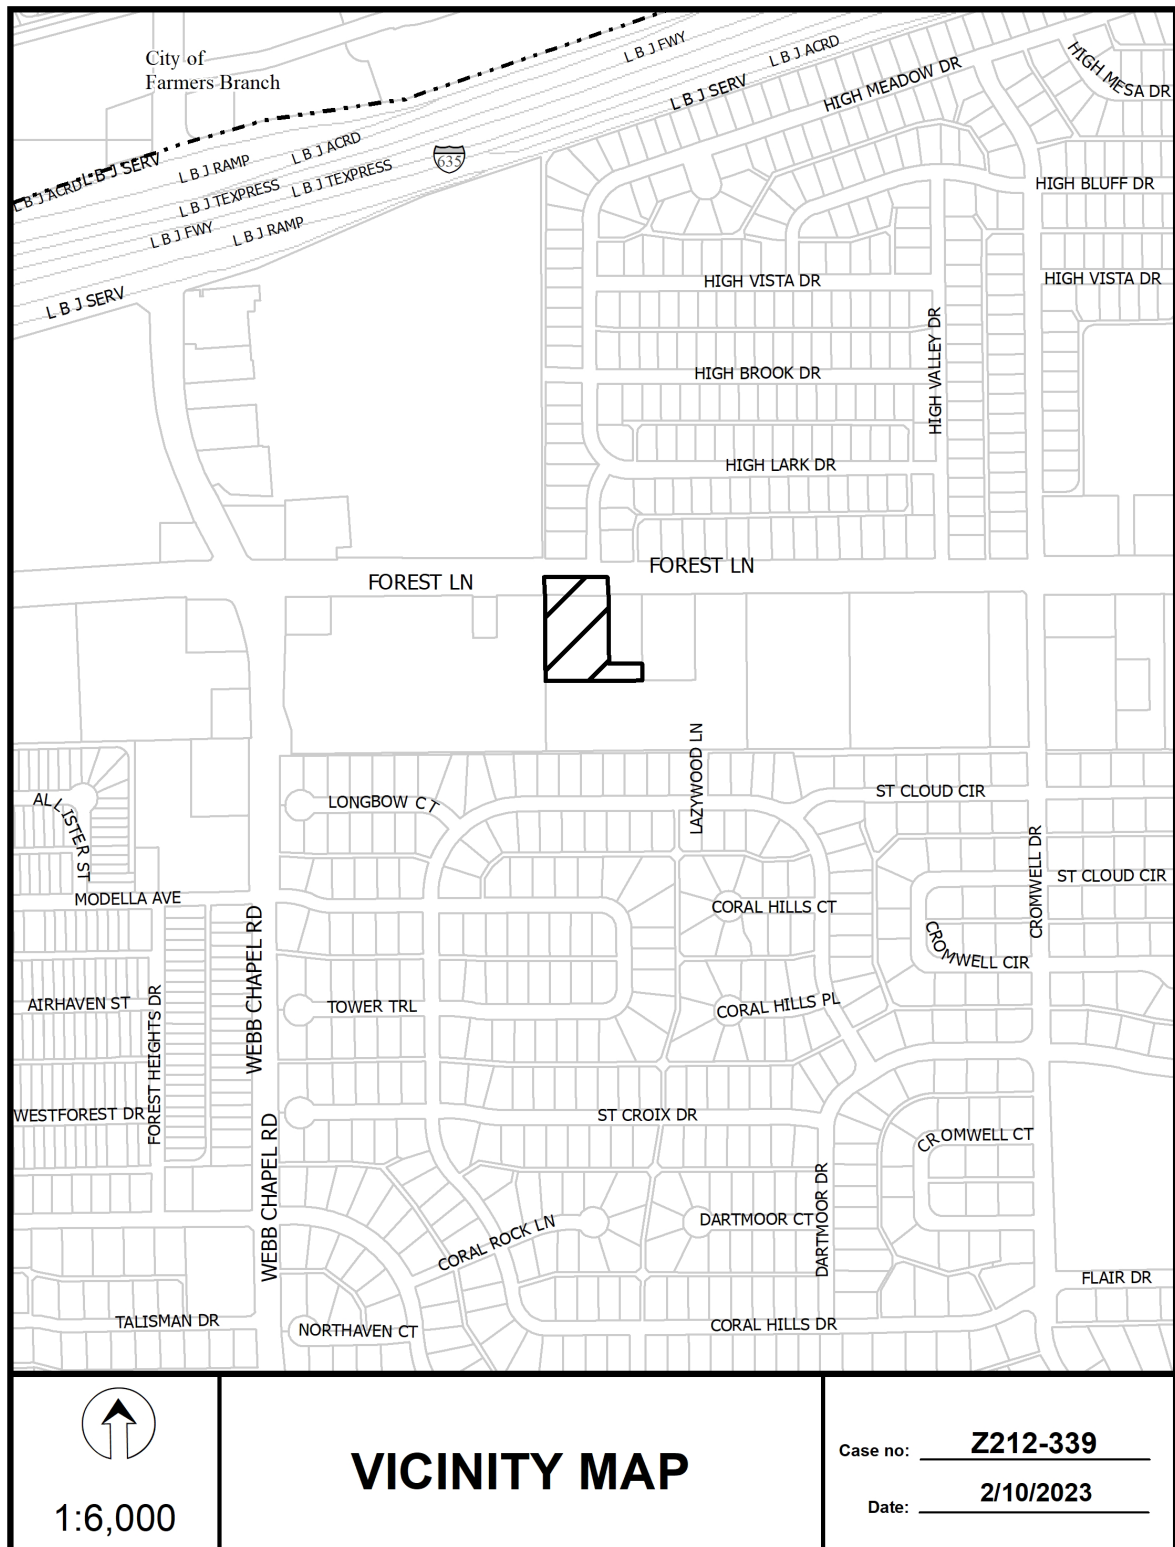 City of
Farmers Branch
L B J FWY
L B J ACRD
L B J SERV
HIGH MEADOW DR
HIGH MESA DR
L B J ACRD
L B J SERV
L B J RAMP
L B J ACRD
635
L B J TEXPRESS
L B J TEXPRESS
L B J FWY
L B J RAMP
L B J SERV
HIGH BLUFF DR
HIGH VISTA DR
HIGH VISTA DR
HIGH VALLEY DR
HIGH BROOK DR
HIGH LARK DR
FOREST LN
FOREST LN
LAZYWOOD LN
ALLISTER ST
LONGBOW CT
ST CLOUD CIR
CROMWELL DR
ST CLOUD CIR
MODELLA AVE
CORAL HILLS CT
WEBB CHAPEL RD
CROMWELL CIR
AIRHAVEN ST
FOREST HEIGHTS DR
TOWER TRL
CORAL HILLS PL
WESTFOREST DR
ST CROIX DR
CROMWELL CT
WEBB CHAPEL RD
CORAL ROCK LN
DARTMOOR CT
DARTMOOR DR
FLAIR DR
TALISMAN DR
NORTHAVEN CT
CORAL HILLS DR
1:6,000
VICINITY MAP
Case no: Z212-339
Date: 2/10/2023